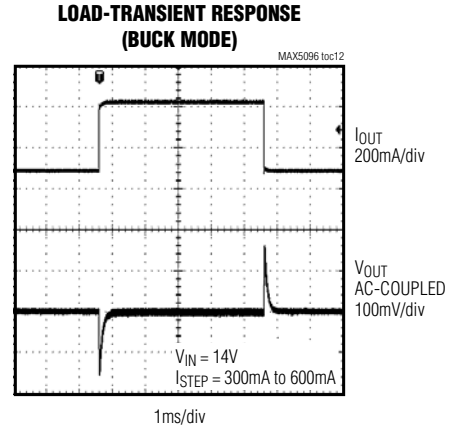 LOAD-TRANSIENT RESPONSE
(BUCK MODE)
MAX5096 toc12
IOUT
200mA/div
VOUT
AC-COUPLED
100mV/div
VIN = 14V
ISTEP = 300mA to 600mA
1ms/div